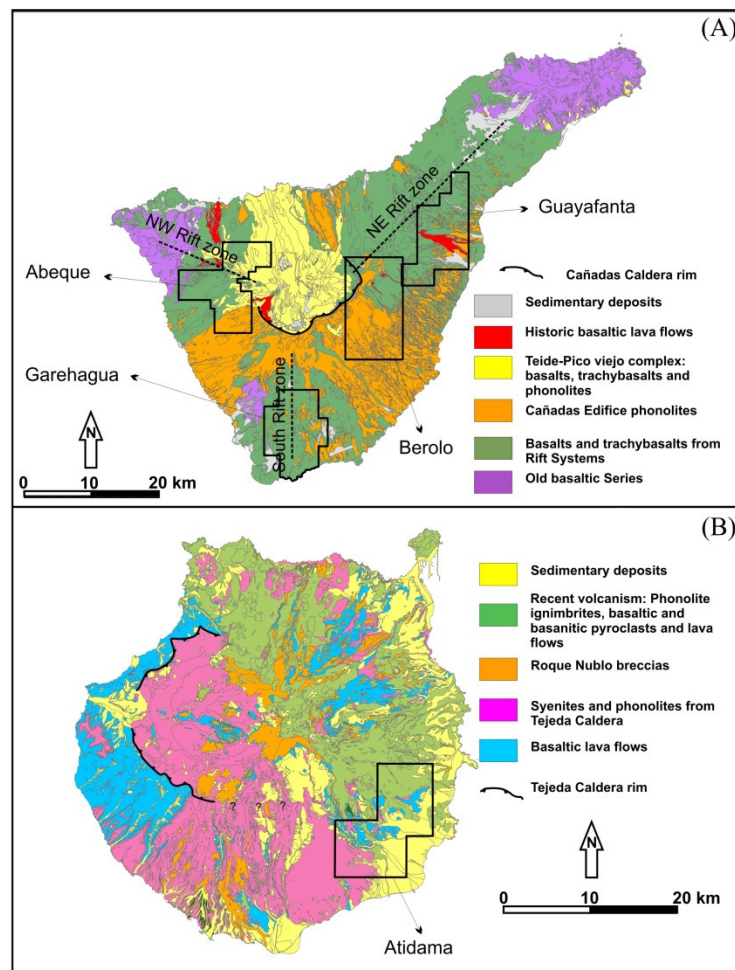 (A)
NE Rift zone
Guayafanta
NW Rift zone
Abeque
Cañadas Caldera rim
Sedimentary deposits
Historic basaltic lava flows
Teide-Pico viejo complex:
basalts, trachybasalts and
phonolites
Garehagua
South Rift zone
Cañadas Edifice phonolites
Berolo
Basalts and trachybasalts from
Rift Systems
N
Old basaltic Series
0 10 20 km
(B)
Sedimentary deposits
Recent volcanism: Phonolite
ignimbrites, basaltic and
basanitic pyroclasts and lava
flows
Roque Nublo breccias
Syenites and phonolites from
Tejeda Caldera
Basaltic lava flows
Tejeda Caldera rim
? ? ?
N
0 10 20 km
Atidama